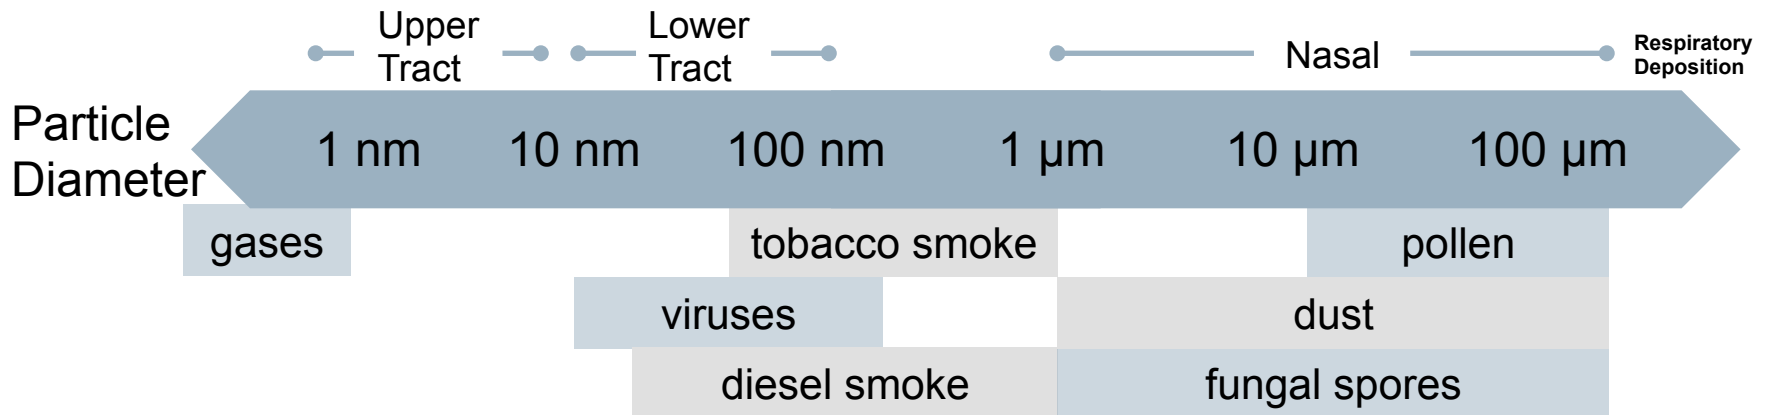 Upper
Tract
Lower
Tract
Nasal
Respiratory
Deposition
Particle
Diameter
1 nm 10 nm 100 nm 1 µm 10 µm 100 µm
gases tobacco smoke pollen
viruses dust
diesel smoke fungal spores